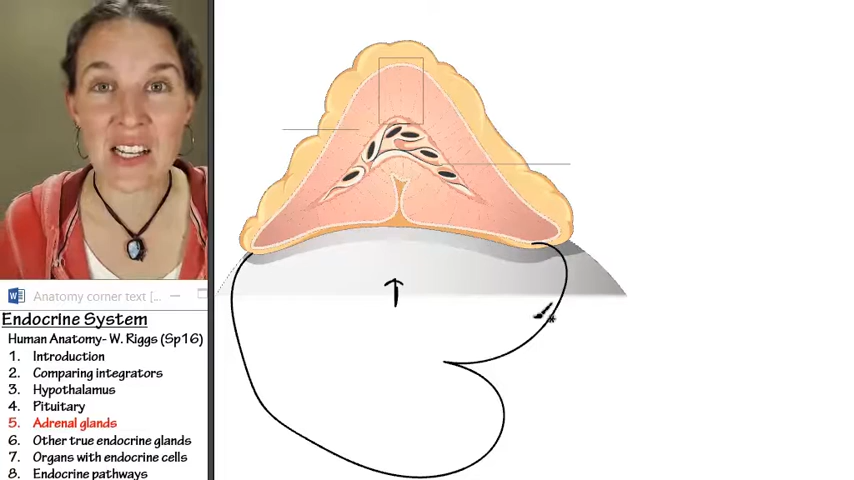 Anatomy corner text [...
Endocrine System
Human Anatomy- W. Riggs (Sp16)
1. Introduction
2. Comparing integrators
3. Hypothalamus
4. Pituitary
5. Adrenal glands
6. Other true endocrine glands
7. Organs with endocrine cells
8. Endocrine pathways